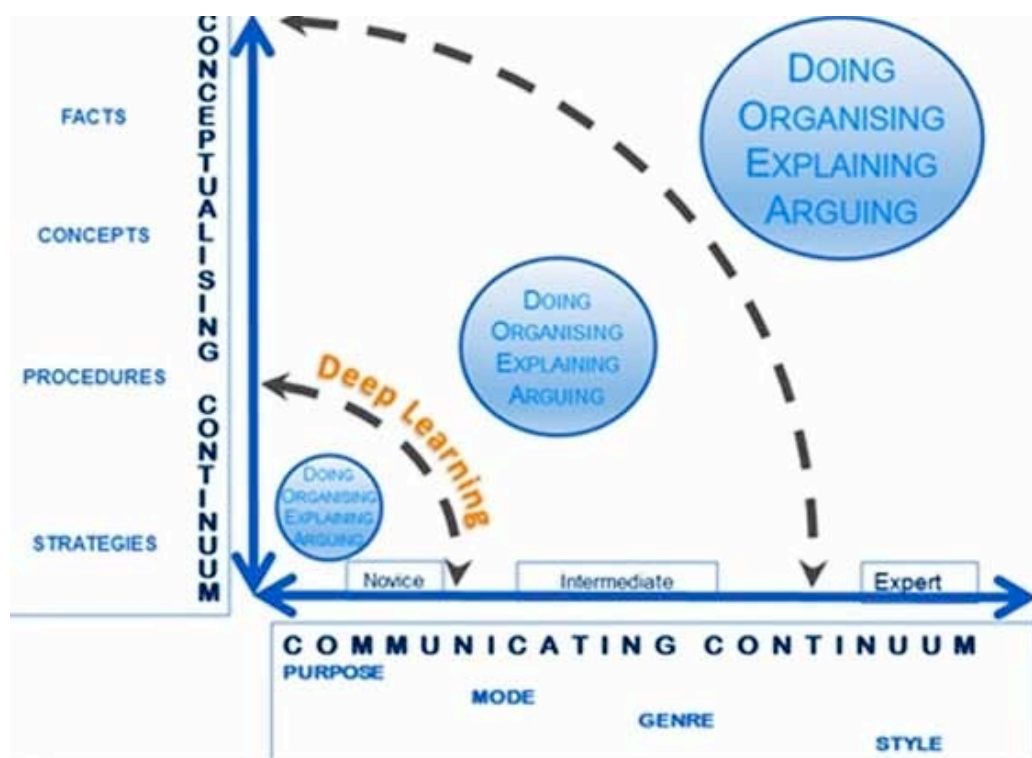 CONCEPTUALISING CONTINUUM
FACTS
CONCEPTS
PROCEDURES
STRATEGIES
DOING
ORGANISING
EXPLAINING
ARGUING
DOING
ORGANISING
EXPLAINING
ARGUING
Deep Learning
DOING
ORGANISING
EXPLAINING
ARGUING
Novice
Intermediate
Expert
COMMUNICATING CONTINUUM
PURPOSE
MODE
GENRE
STYLE